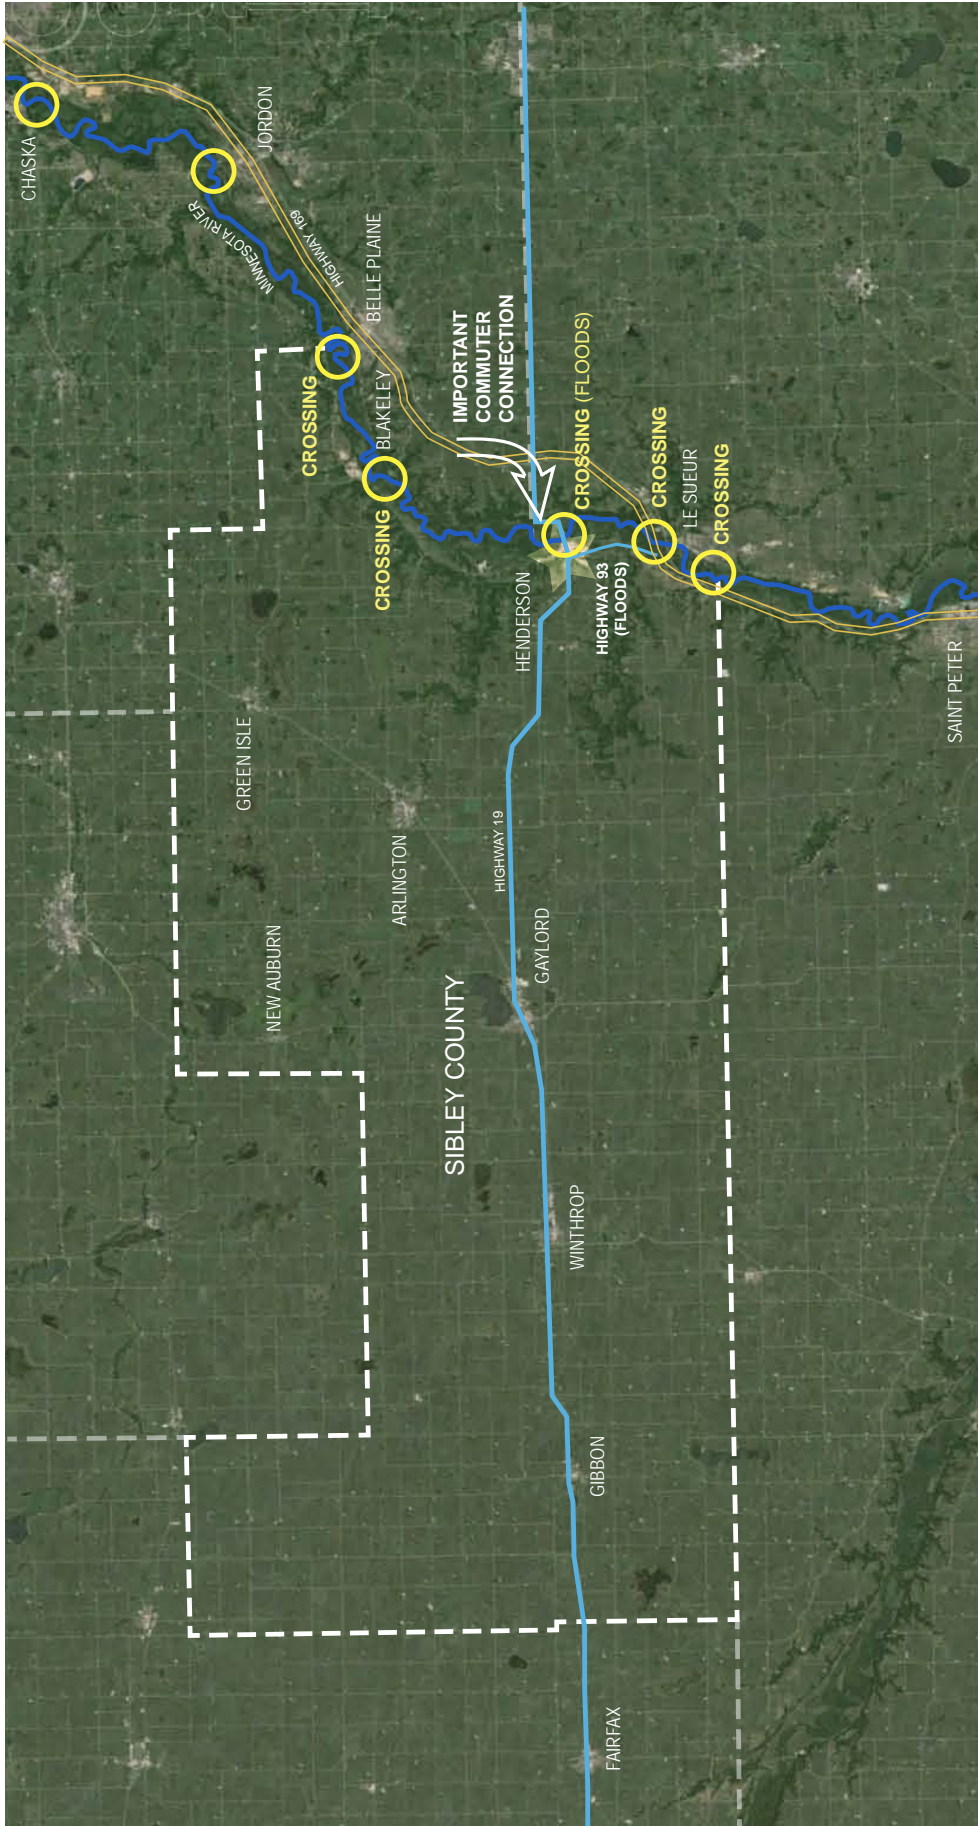 CHASKA
JORDON
MINNESOTA RIVER
HIGHWAY 169
BELLE PLAINE
CROSSING
BLAKELEY
CROSSING
IMPORTANT
COMMUTER
CONNECTION
CROSSING (FLOODS)
CROSSING
LE SUEUR
CROSSING
HENDERSON
HIGHWAY 93
(FLOODS)
SAINT PETER
GREEN ISLE
ARLINGTON
HIGHWAY 19
NEW AUBURN
GAYLORD
SIBLEY COUNTY
WINTHROP
GIBBON
FAIRFAX